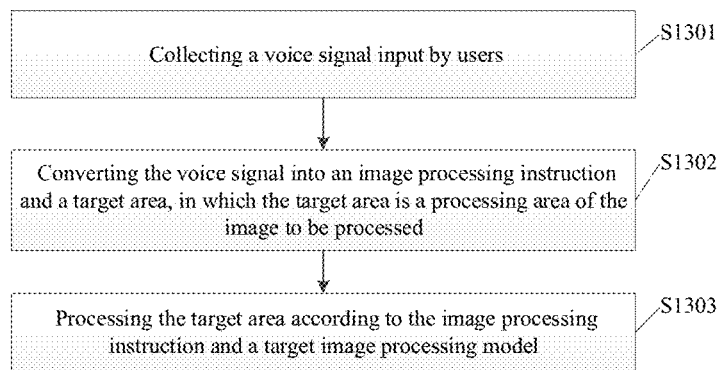 S1301
Collecting a voice signal input by users
S1302
Converting the voice signal into an image processing instruction
and a target area, in which the target area is a processing area of the
image to be processed
S1303
Processing the target area according to the image processing
instruction and a target image processing model